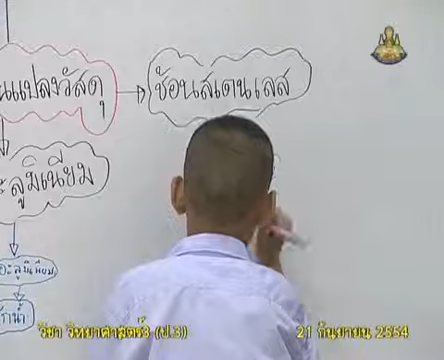 นแปลงวัสดุ
ช้อนสเตนเลส
ะลูมิเนียม
อะลูมิเนียม
วิชา วิทยาศาสตร์3 (ป.3)
21 กันยายน 2554